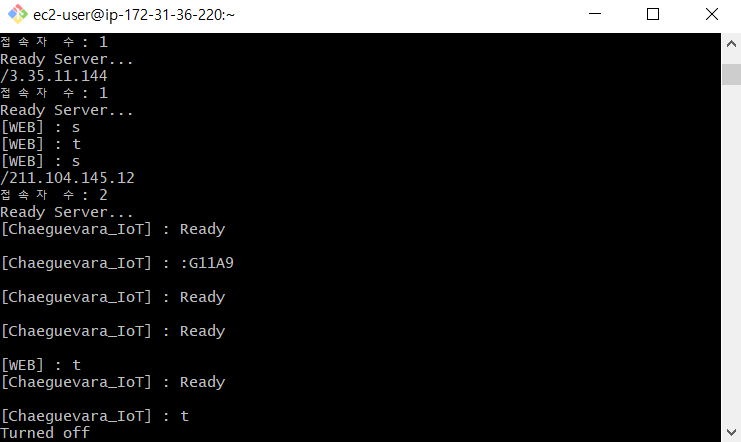 ec2-user@ip-172-31-36-220:~
접속자 수 : 1
Ready Server...
/3.35.11.144
접속자 수 : 1
Ready Server...
[WEB] : s
[WEB] : t
[WEB] : s
/211.104.145.12
접속자 수 : 2
Ready Server...
[Chaeguevara_IoT] : Ready
[Chaeguevara_IoT] : :G11A9
[Chaeguevara_IoT] : Ready
[Chaeguevara_IoT] : Ready
[WEB] : t
[Chaeguevara_IoT] : Ready
[Chaeguevara_IoT] : t
Turned off